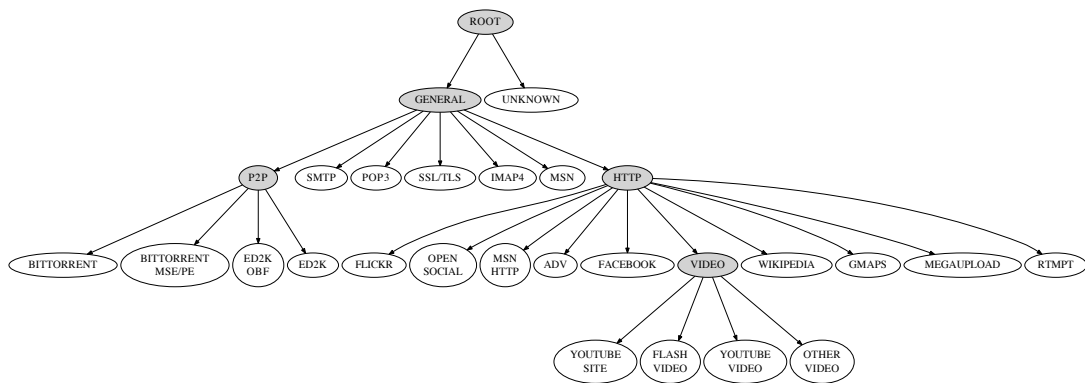 ROOT
GENERAL
UNKNOWN
P2P
SMTP
POP3
SSL/TLS
IMAP4
MSN
HTTP
BITTORRENT
BITTORRENT
MSE/PE
ED2K
OBF
ED2K
FLICKR
OPEN
SOCIAL
MSN
HTTP
ADV
FACEBOOK
VIDEO
WIKIPEDIA
GMAPS
MEGAUPLOAD
RTMPT
YOUTUBE
SITE
FLASH
VIDEO
YOUTUBE
VIDEO
OTHER
VIDEO